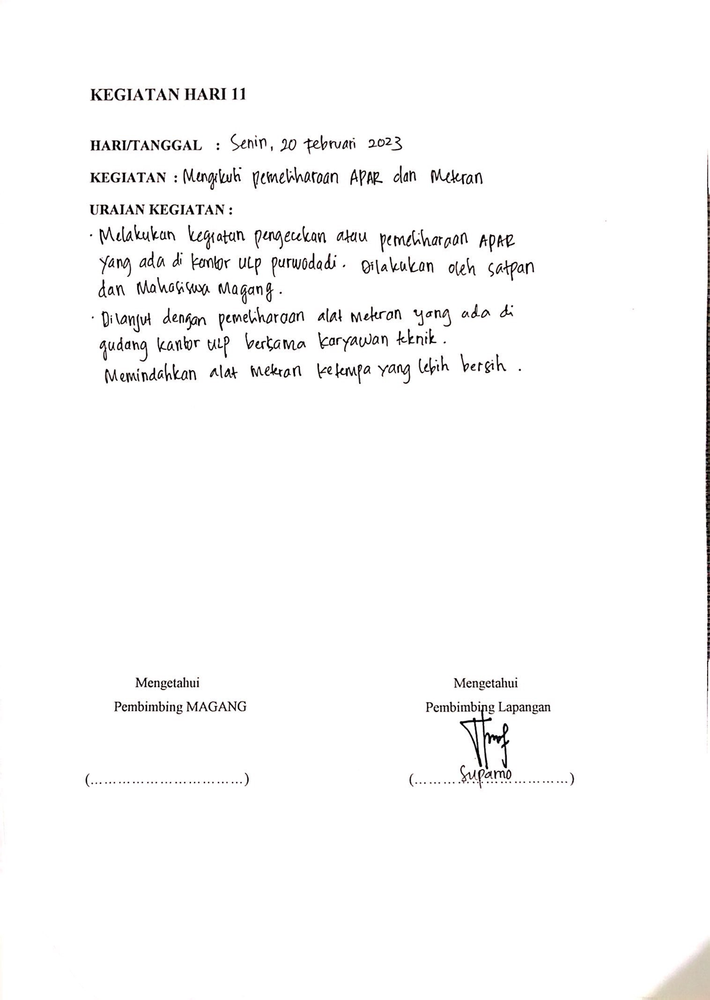 KEGIATAN HARI 11
HARI/TANGGAL : Senin, 20 Februari 2023
KEGIATAN : Mengikuti pemeliharaan APAR dan Meteran
URAIAN KEGIATAN :
· Melakukan kegiatan pengecekan atau pemeliharaan APAR
yang ada di kantor ULP purwodadi. Dilakukan oleh satpan
dan Mahasiswa Magang.
· Dilanjut dengan pemeliharaan alat Meteran yang ada di
gudang kantor ULP bersama karyawan teknik.
Memindahkan alat meteran ketempa yang lebih bersih.
Mengetahui Mengetahui
Pembimbing MAGANG Pembimbing Lapangan
Suparno
(.................................) (.................................)